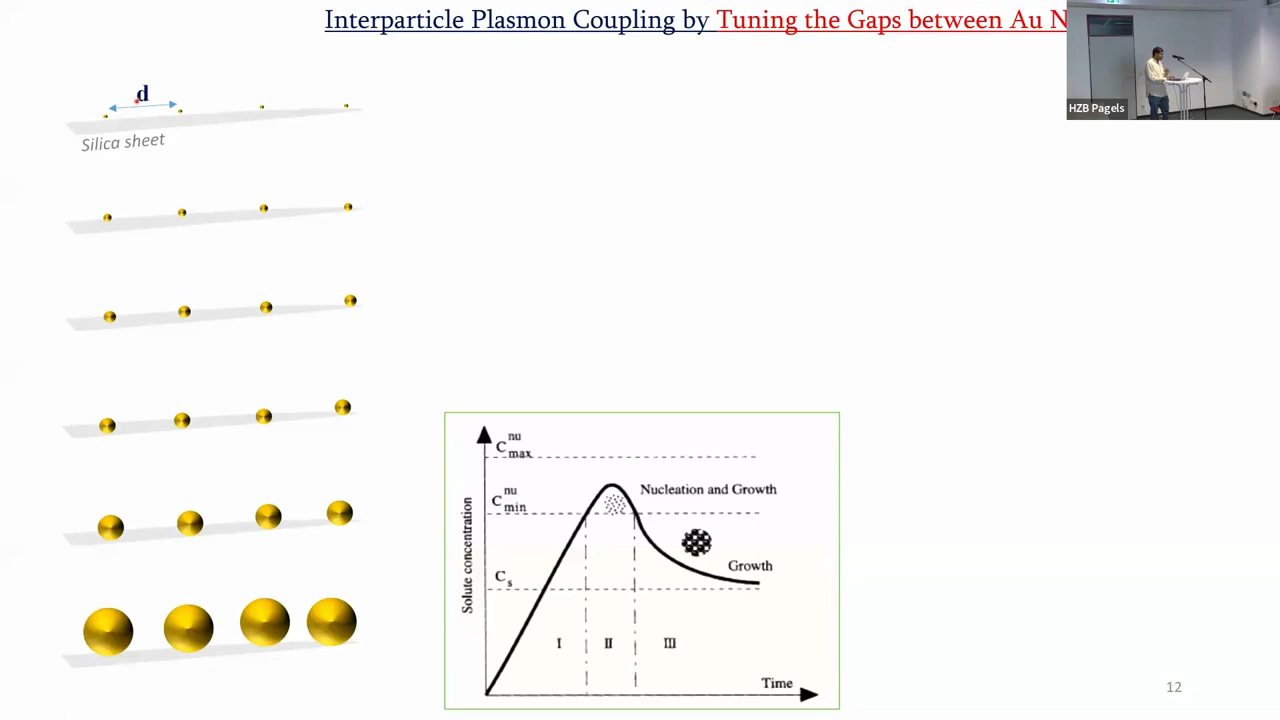 Interparticle Plasmon Coupling by Tuning the Gaps between Au N
HZB Pagels
d
Silica sheet
C nu max
C nu min
Nucleation and Growth
Growth
C s
Solute concentration
I II III
Time
12